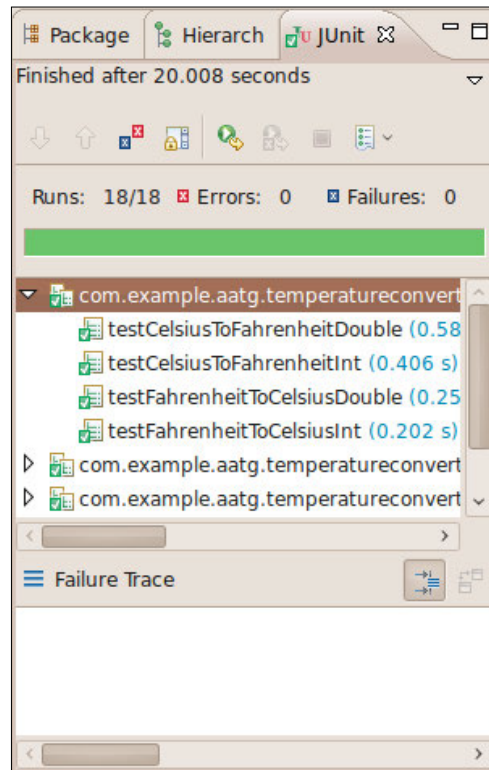 Package Hierarch JUnit
Finished after 20.008 seconds
Runs: 18/18 Errors: 0 Failures: 0
com.example.aatg.temperatureconvert
testCelsiusToFahrenheitDouble (0.58
testCelsiusToFahrenheitInt (0.406 s)
testFahrenheitToCelsiusDouble (0.25
testFahrenheitToCelsiusInt (0.202 s)
com.example.aatg.temperatureconvert
com.example.aatg.temperatureconvert
Failure Trace